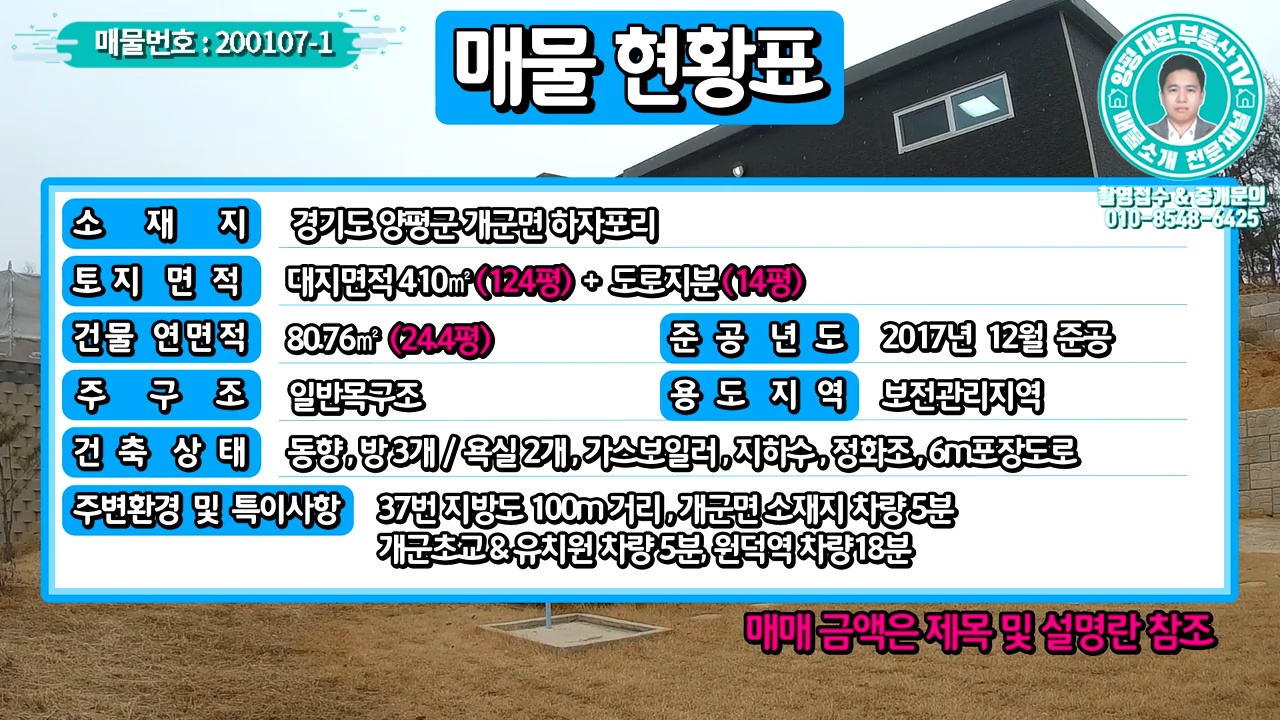 매물번호 : 200107-1
매물 현황표
양평 대원 부동산TV
매물소개 전문채널
촬영접수 & 중개문의
010-8548-6425
소 재 지 경기도 양평군 개군면 하자포리
토지 면적 대지면적 410㎡ (124평) + 도로지분 (14평)
건물 연면적 80.76㎡ (24.4평) 준공년도 2017년 12월 준공
주 구 조 일반목구조 용도지역 보전관리지역
건축 상태 동향 , 방 3개 / 욕실 2개 , 가스보일러 , 지하수 , 정화조 , 6m포장도로
주변환경 및 특이사항 37번 지방도 100m 거리 , 개군면 소재지 차량 5분
개군초교 & 유치원 차량 5분, 원덕역 차량18분
매매 금액은 제목 및 설명란 참조